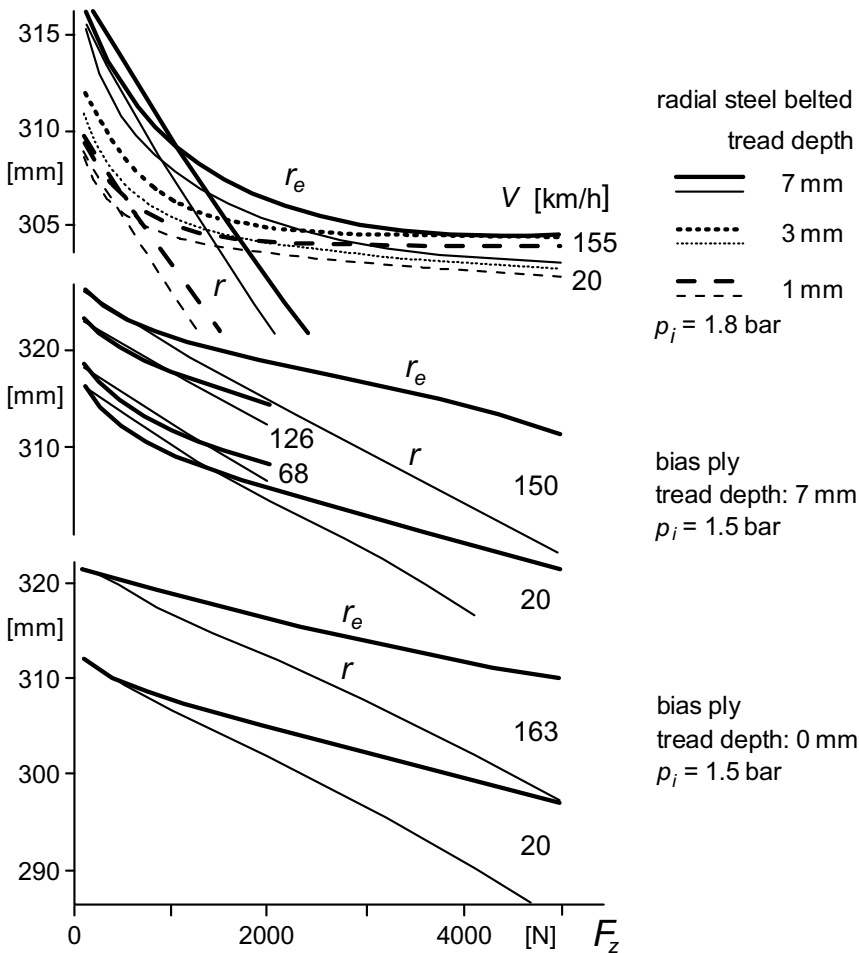 315
310
[mm]
305
r_e
r
V [km/h]
155
20
radial steel belted
tread depth
7 mm
3 mm
1 mm
p_i = 1.8 bar
320
[mm]
310
r_e
r
126
68
150
20
bias ply
tread depth: 7 mm
p_i = 1.5 bar
320
[mm]
310
300
290
r_e
r
163
20
bias ply
tread depth: 0 mm
p_i = 1.5 bar
0 2000 4000 [N] F_z